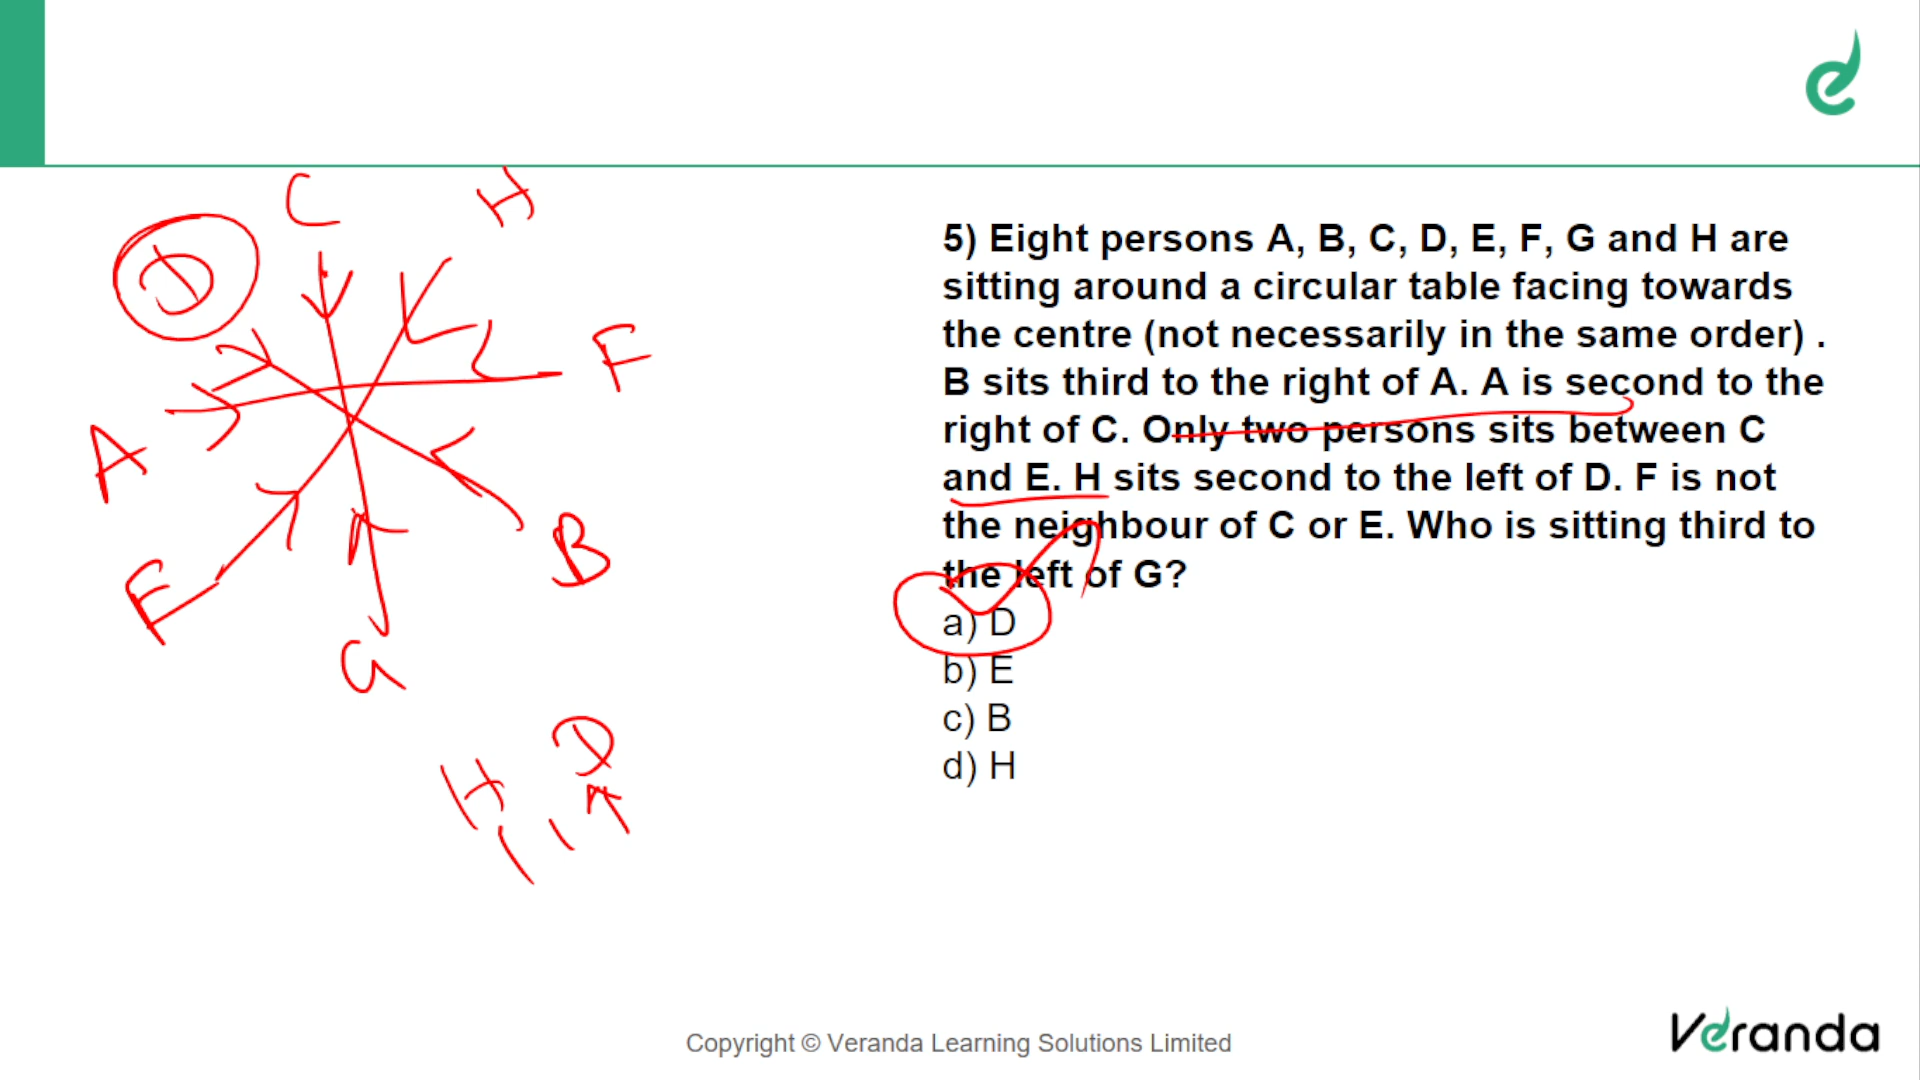 C
H
D
F
A
B
E
G
D
H
5) Eight persons A, B, C, D, E, F, G and H are
sitting around a circular table facing towards
the centre (not necessarily in the same order) .
B sits third to the right of A. A is second to the
right of C. Only two persons sits between C
and E. H sits second to the left of D. F is not
the neighbour of C or E. Who is sitting third to
the left of G?
a) D
b) E
c) B
d) H
Copyright © Veranda Learning Solutions Limited
Veranda